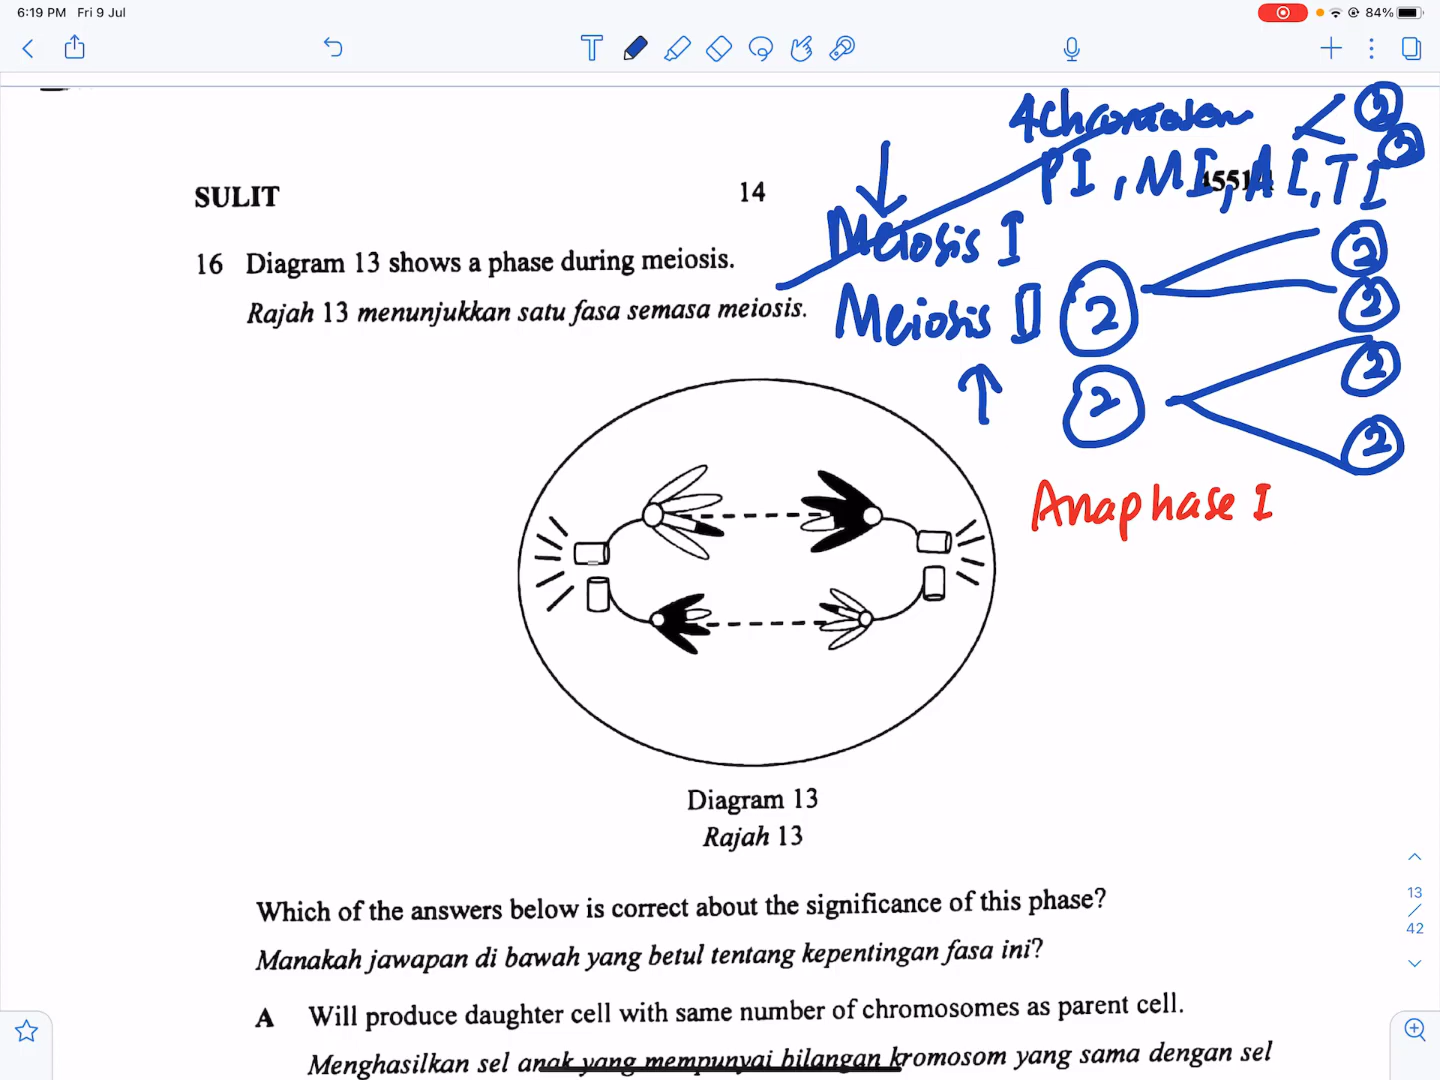 6:19 PM Fri 9 Jul
84%
4 chromosom
2
2
PI, MI, AI, TI
SULIT
14
Meiosis I
2
2
16 Diagram 13 shows a phase during meiosis.
Rajah 13 menunjukkan satu fasa semasa meiosis.
Meiosis II
2
2
2
2
Anaphase I
Diagram 13
Rajah 13
13
/
42
Which of the answers below is correct about the significance of this phase?
Manakah jawapan di bawah yang betul tentang kepentingan fasa ini?
A Will produce daughter cell with same number of chromosomes as parent cell.
Menghasilkan sel anak yang mempunyai bilangan kromosom yang sama dengan sel